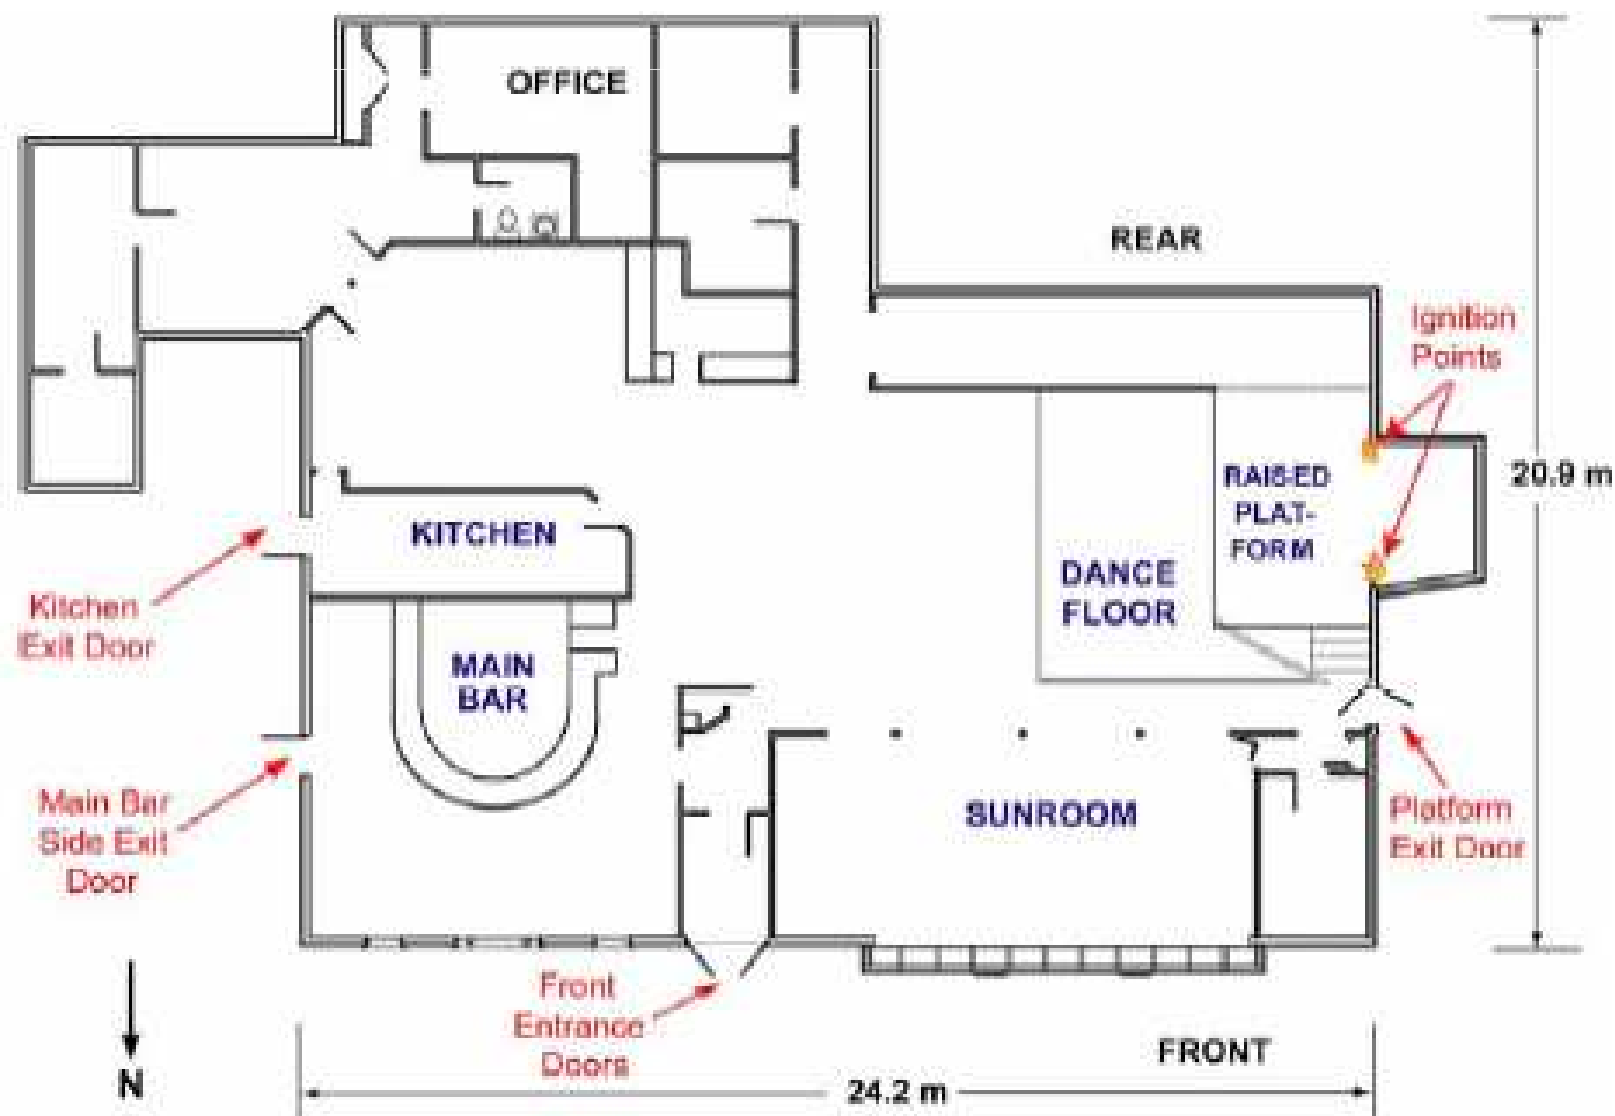 OFFICE
REAR
Ignition
Points
20.9 m
RAISED
PLAT-
FORM
KITCHEN
DANCE
FLOOR
Kitchen
Exit Door
MAIN
BAR
Main Bar
Side Exit
Door
SUNROOM
Platform
Exit Door
Front
Entrance
Doors
FRONT
N
24.2 m